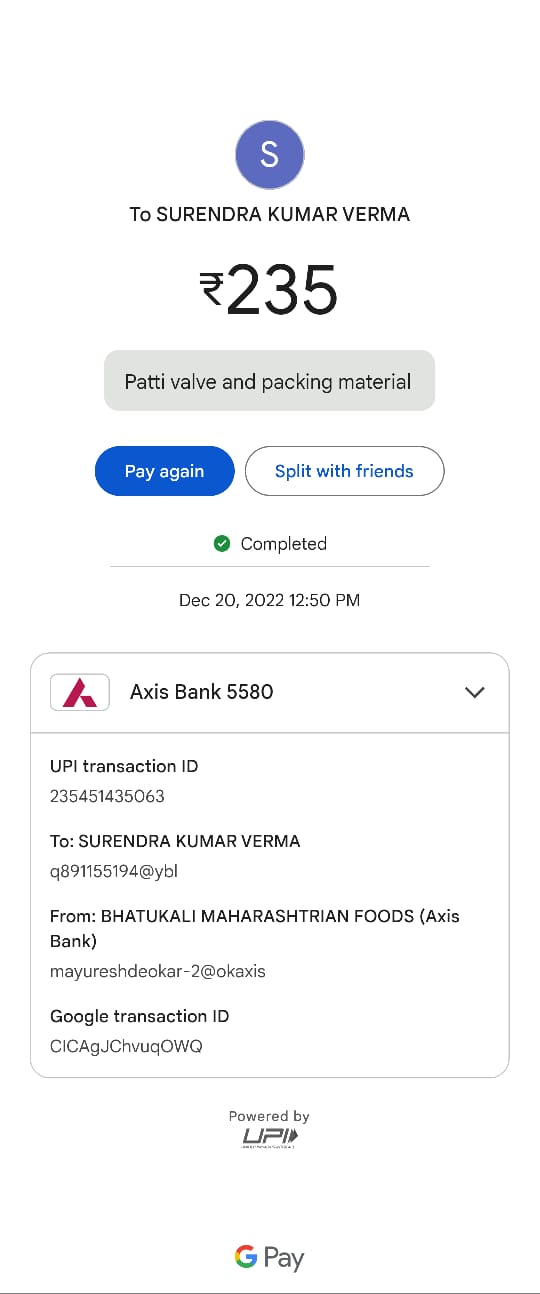 S
To SURENDRA KUMAR VERMA
₹235
Patti valve and packing material
Pay again
Split with friends
Completed
Dec 20, 2022 12:50 PM
Axis Bank 5580
UPI transaction ID
235451435063
To: SURENDRA KUMAR VERMA
q891155194@ybl
From: BHATUKALI MAHARASHTRIAN FOODS (Axis
Bank)
mayureshdeokar-2@okaxis
Google transaction ID
CICAgJChvuqOWQ
Powered by
UPI
G Pay